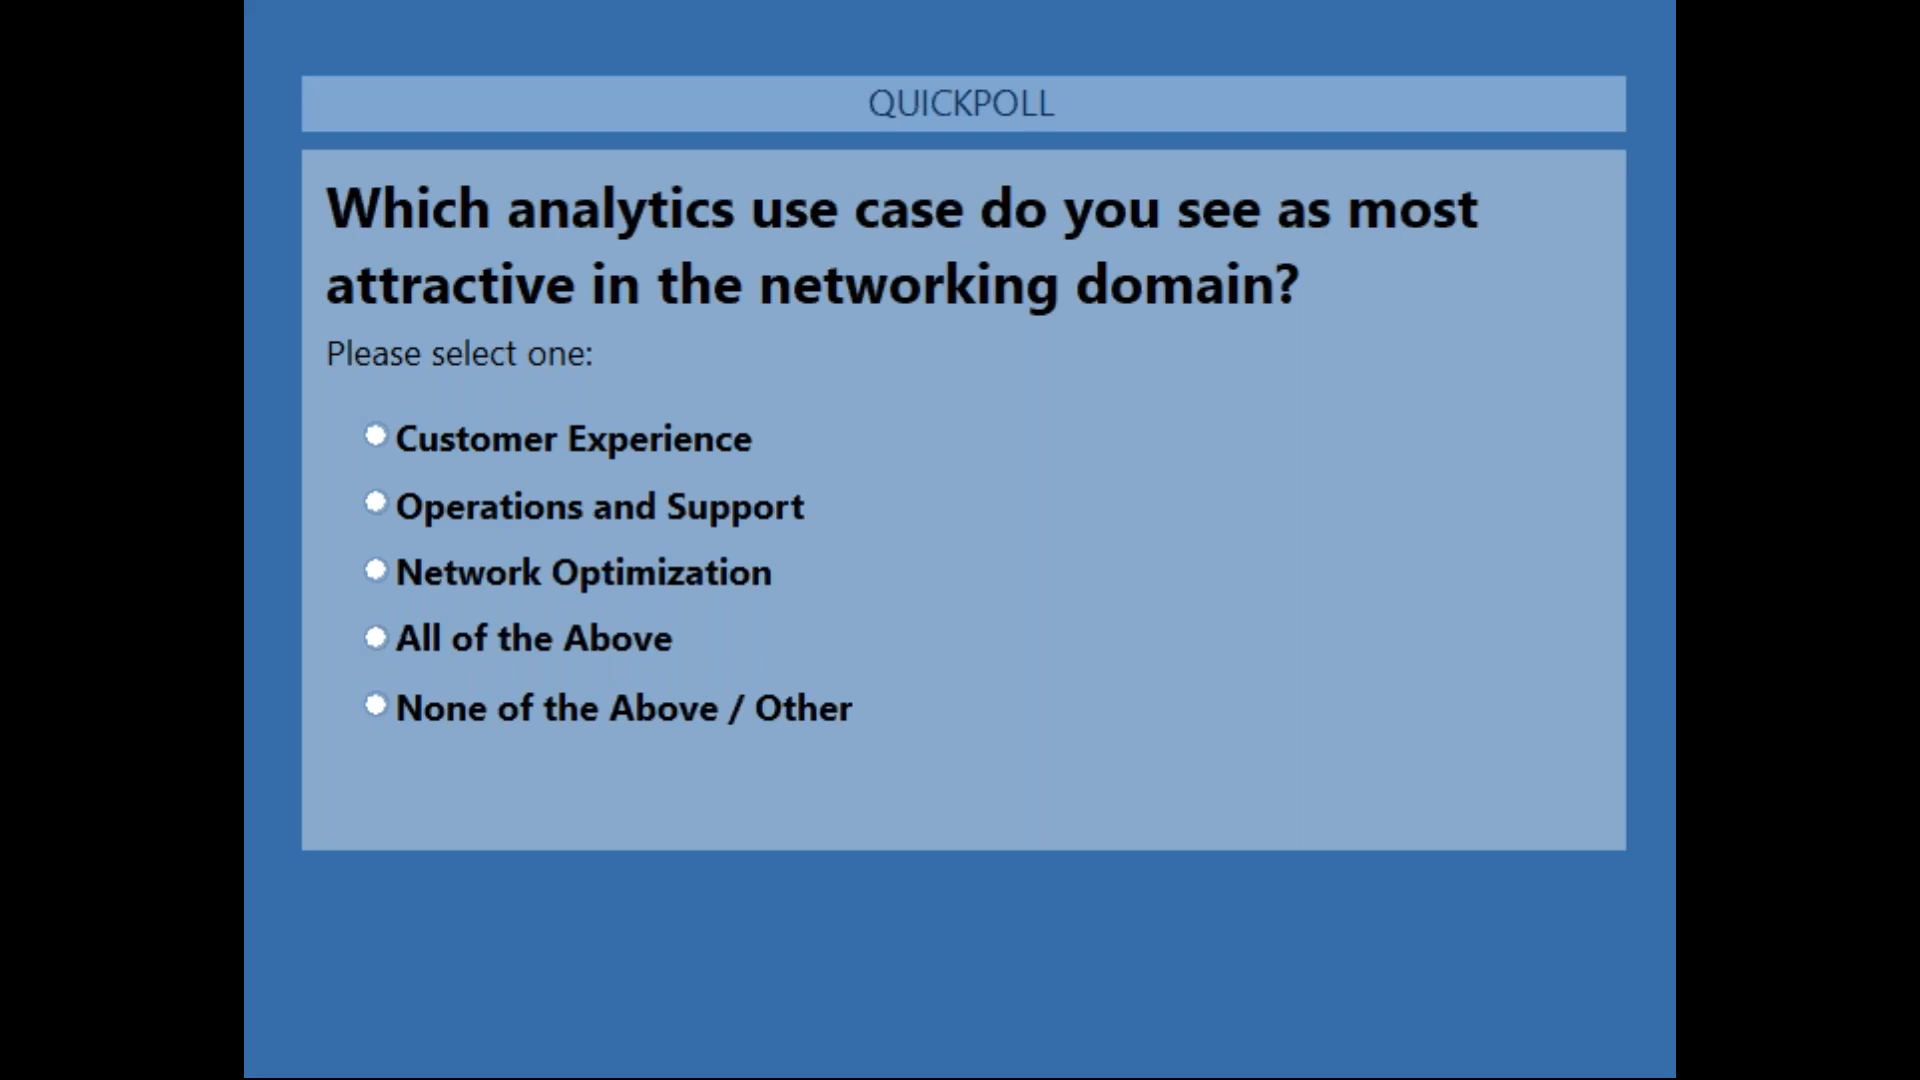 QUICKPOLL
Which analytics use case do you see as most
attractive in the networking domain?
Please select one:
Customer Experience
Operations and Support
Network Optimization
All of the Above
None of the Above / Other